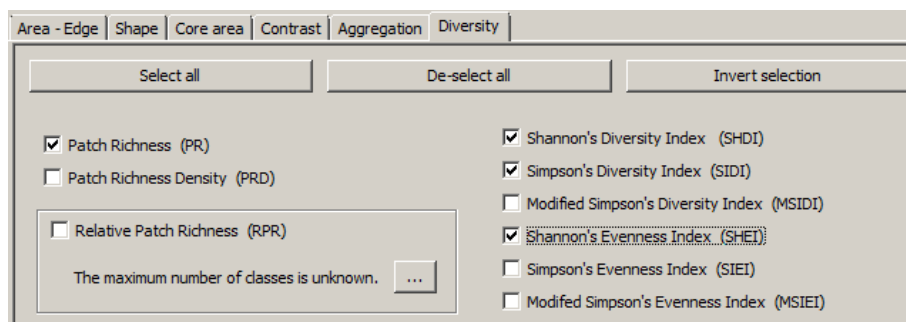 Area - Edge Shape Core area Contrast Aggregation Diversity
Select all De-select all Invert selection
Patch Richness (PR)
Patch Richness Density (PRD)
Relative Patch Richness (RPR)
The maximum number of classes is unknown. ...
Shannon's Diversity Index (SHDI)
Simpson's Diversity Index (SIDI)
Modified Simpson's Diversity Index (MSIDI)
Shannon's Evenness Index (SHEI)
Simpson's Evenness Index (SIEI)
Modifed Simpson's Evenness Index (MSIEI)